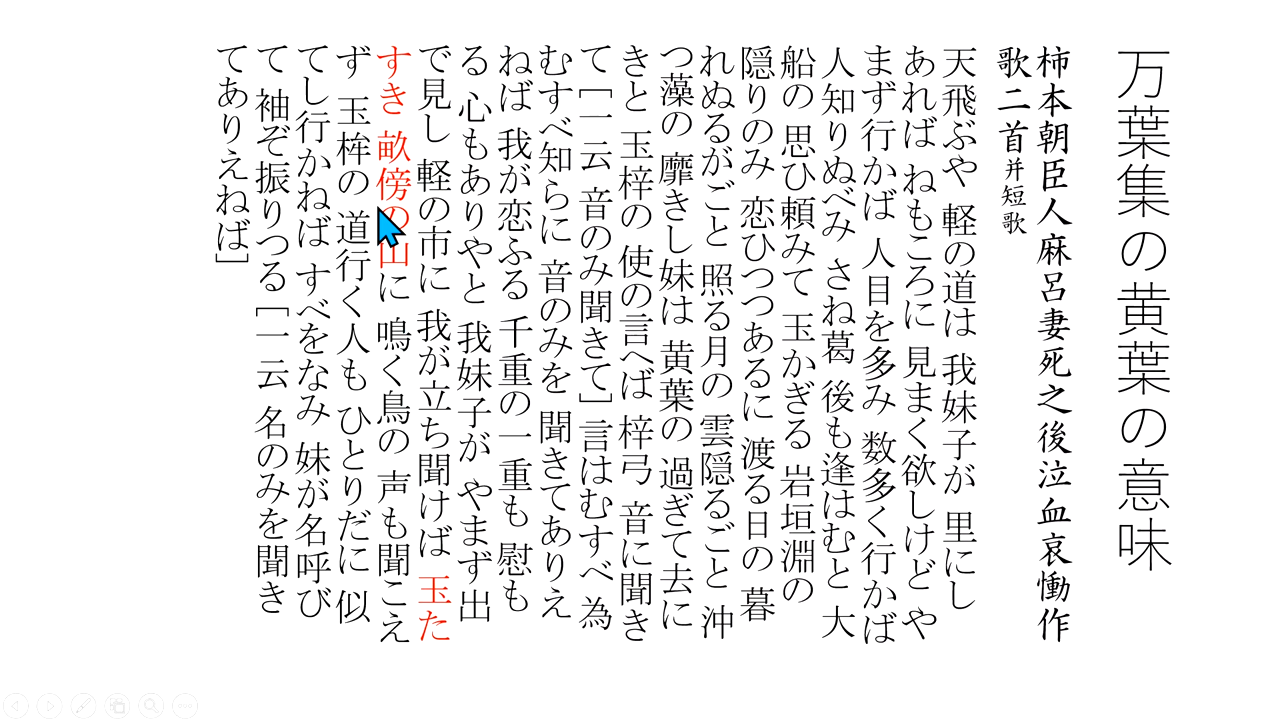 万葉集の黄葉の意味
柿本朝臣人麻呂妻死之後泣血哀慟作
歌二首并短歌
天飛ぶや 軽の道は 我妹子が 里にし
あれば ねもころに 見まく欲しけど や
まず行かば 人目を多み 数多く行かば
人知りぬべみ さね葛 後も逢はむと 大
船の 思ひ頼みて 玉かぎる 岩垣淵の
隠りのみ 恋ひつつあるに 渡る日の 暮
れぬるがごと 照る月の 雲隠るごと 沖
つ藻の 靡きし妹は 黄葉の 過ぎて去に
きと 玉梓の 使の言へば 梓弓 音に聞き
て[一云 音のみ聞きて]言はむすべ 為
むすべ知らに 音のみを 聞きてありえ
ねば 我が恋ふる 千重の一重も 慰も
る 心もありやと 我妹子が やまず出
で見し 軽の市に 我が立ち聞けば 玉た
すき 畝傍の山に 鳴く鳥の 声も聞こえ
ず 玉桙の 道行く人も ひとりだに 似
てし行かねば すべをなみ 妹が名呼び
て 袖ぞ振りつる [一云 名のみを聞き
てありえねば]